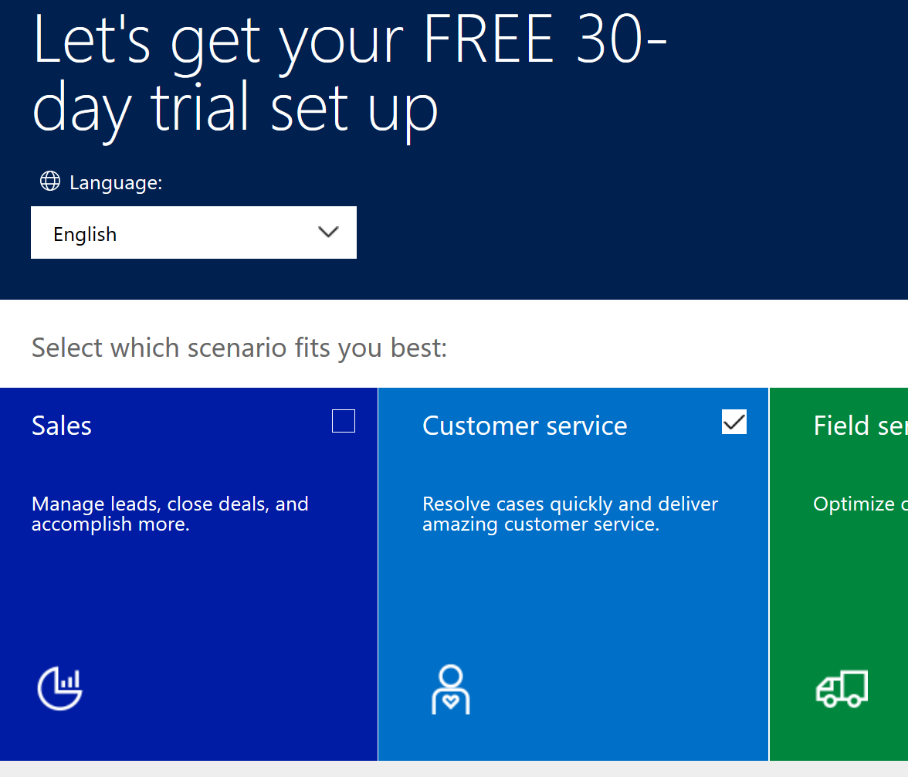 Let's get your FREE 30-
day trial set up
Language:
English
Select which scenario fits you best:
Sales
Manage leads, close deals, and
accomplish more.
Customer service
Resolve cases quickly and deliver
amazing customer service.
Field
Optimize